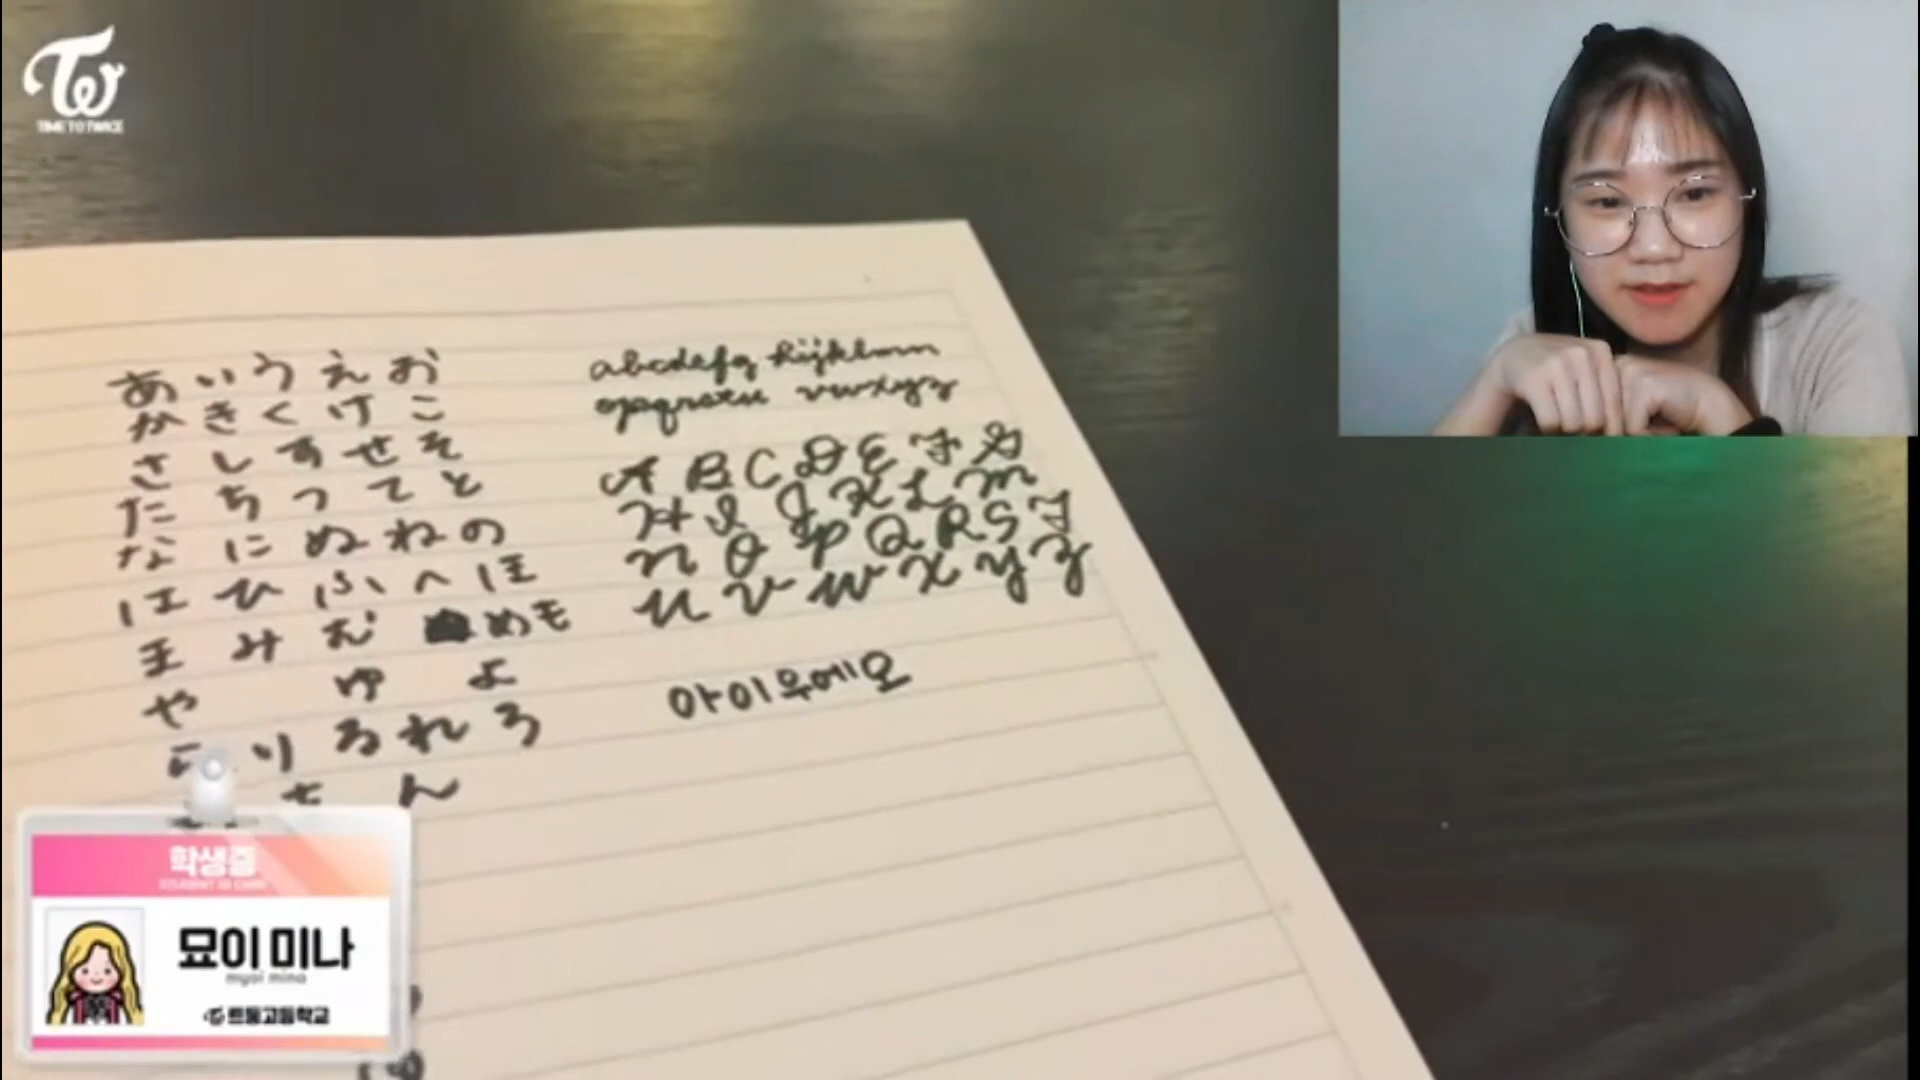 TW
TIME TO TWICE
あいうえお
かきくけこ
さしすせそ
たちつてと
なにぬねの
はひふへほ
まみむ めも
や ゆ よ
らりるれろ
を ん
abcdefg hijklmn
opqrstu vwxyz
A B C D E F G
H I J K L M
N O P Q R S T
U V W X Y Z
아이우에오
학생증
STUDENT ID CARD
묘이 미나
myoi mina
트둥고등학교